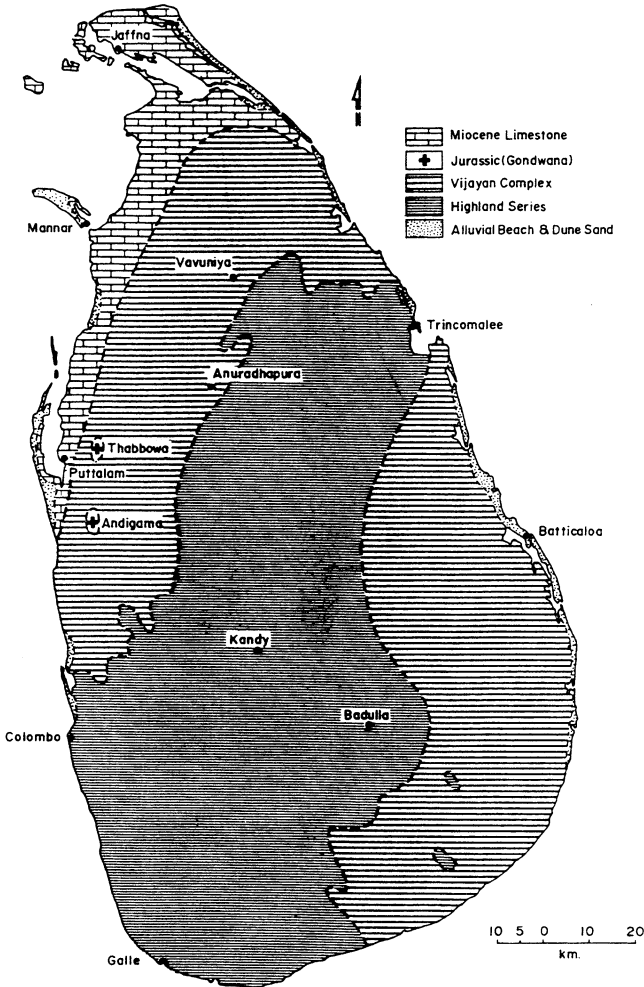 Jaffna
Miocene Limestone
Jurassic (Gondwana)
Vijayan Complex
Highland Series
Alluvial Beach & Dune Sand
Mannar
Vavuniya
Trincomalee
Anuradhapura
Thabbowa
Puttalam
Andigama
Batticaloa
Kandy
Badulla
Colombo
Galle
10 5 0 10 20
km.